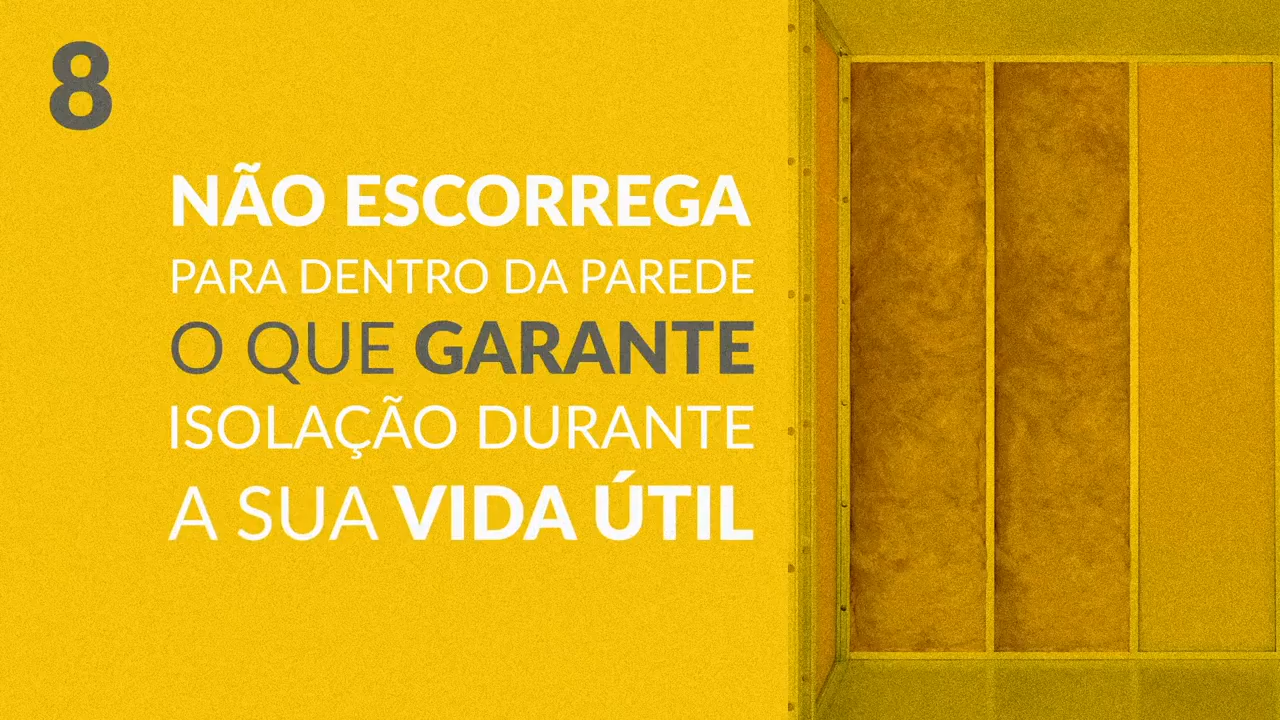 8
NÃO ESCORREGA
PARA DENTRO DA PAREDE
O QUE GARANTE
ISOLAÇÃO DURANTE
A SUA VIDA ÚTIL